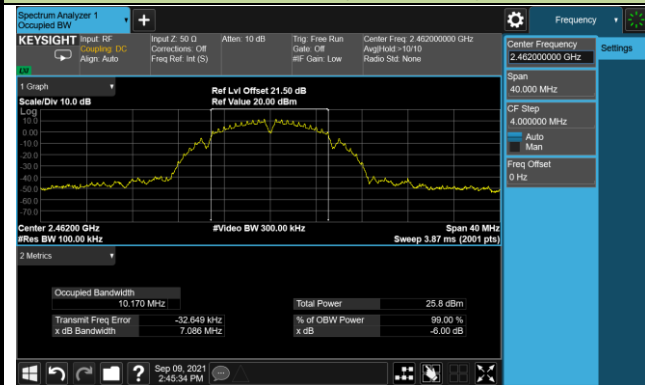 Spectrum Analyzer 1
Occupied BW
+
Frequency
KEYSIGHT
Input: RF
Coupling: DC
Align: Auto
Input Z: 50 Ω
Corrections: Off
Freq Ref: Int (S)
Atten: 10 dB
Trig: Free Run
Gate: Off
#IF Gain: Low
Center Freq: 2.462000000 GHz
Avg|Hold:>10/10
Radio Std: None
Center Frequency
2.462000000 GHz
Settings
Span
40.000 MHz
CF Step
4.000000 MHz
Auto
Man
Freq Offset
0 Hz
1 Graph
Scale/Div 10.0 dB
Ref Lvl Offset 21.50 dB
Ref Value 20.00 dBm
Log
10.0
0.00
-10.0
-20.0
-30.0
-40.0
-50.0
-60.0
-70.0
Center 2.46200 GHz
#Res BW 100.00 kHz
#Video BW 300.00 kHz
Span 40 MHz
Sweep 3.87 ms (2001 pts)
2 Metrics
Occupied Bandwidth
10.170 MHz
Total Power 25.8 dBm
Transmit Freq Error -32.649 kHz
% of OBW Power 99.00 %
x dB Bandwidth 7.086 MHz
x dB -6.00 dB
?
Sep 09, 2021
2:45:34 PM